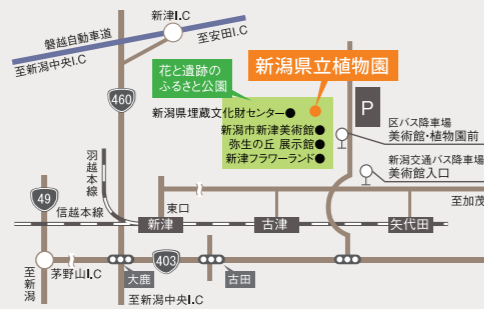 新津I.C
磐越自動車道
至安田I.C
至新潟中央I.C
花と遺跡の
ふるさと公園
新潟県立植物園
460
新潟県埋蔵文化財センター●
P
新潟市新津美術館●
弥生の丘 展示館●
新津フラワーランド●
区バス降車場
美術館・植物園前
新潟交通バス降車場
美術館入口
羽越本線
49
信越本線
東口
至加茂
新津
古津
矢代田
茅野山I.C
403
至新潟
大鹿
古田
至新潟中央I.C